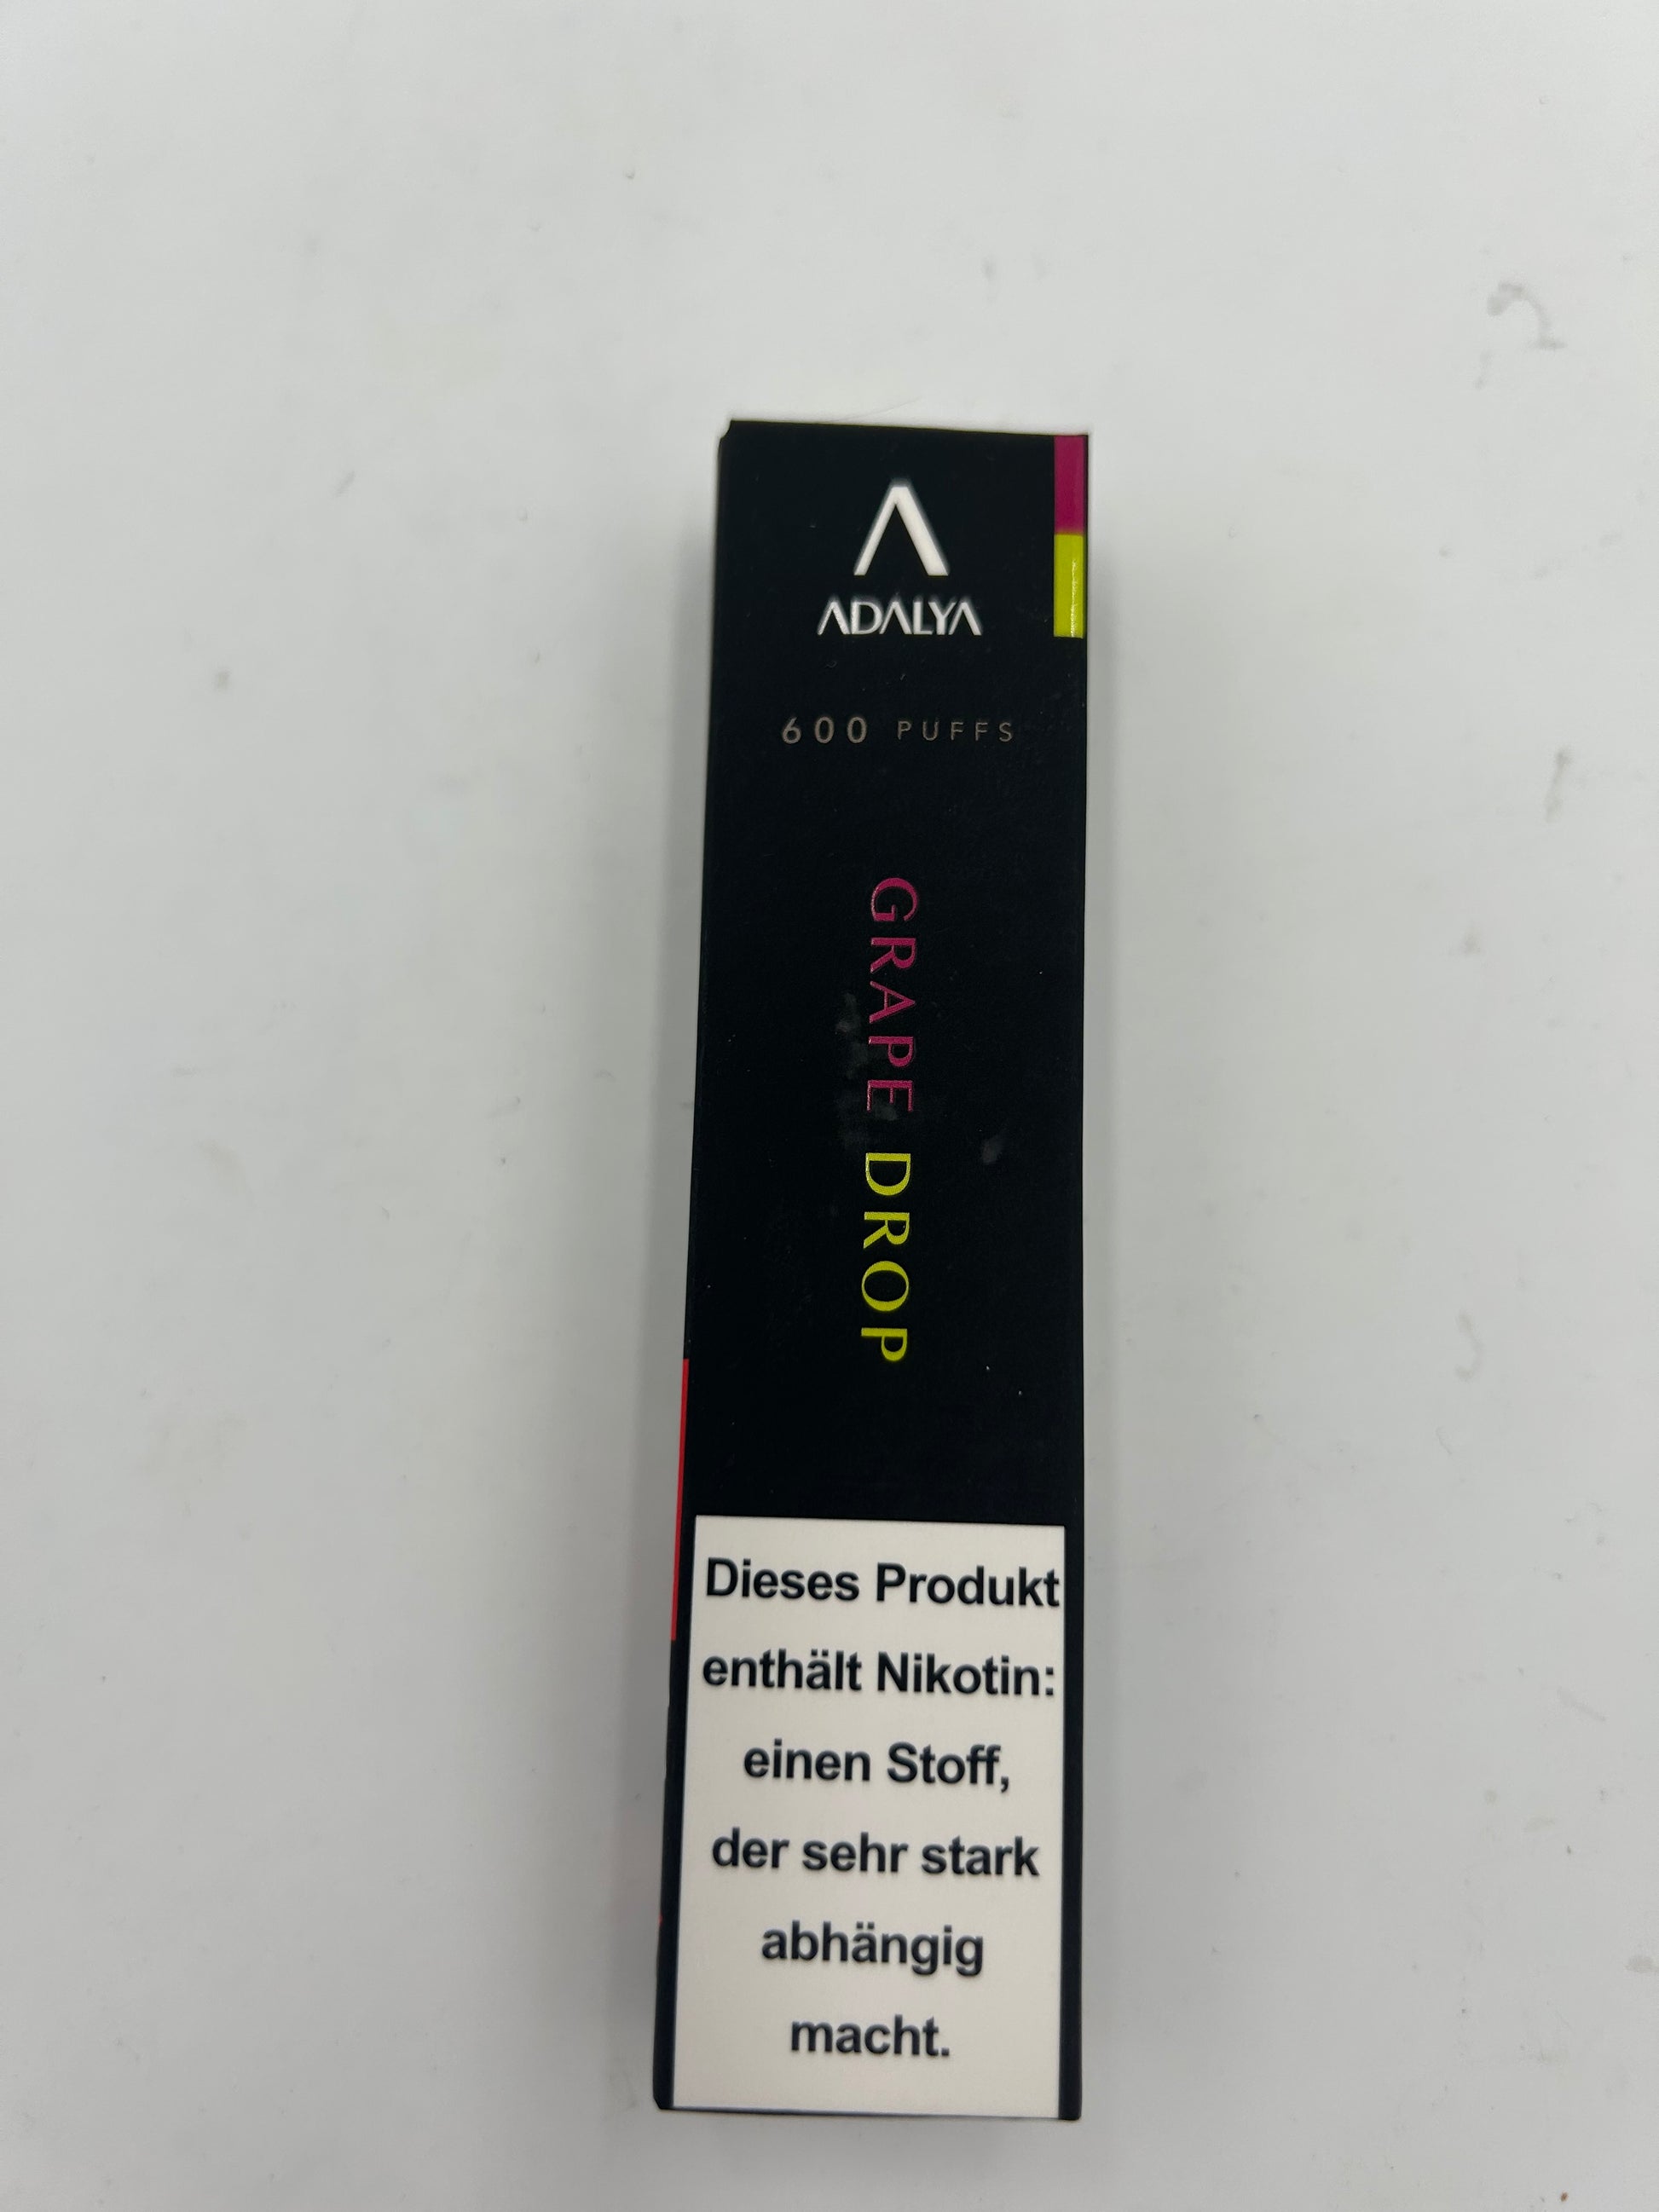 ADALYA
600 PUFFS
GRAPE DROP
Dieses Produkt
enthält Nikotin:
einen Stoff,
der sehr stark
abhängig
macht.